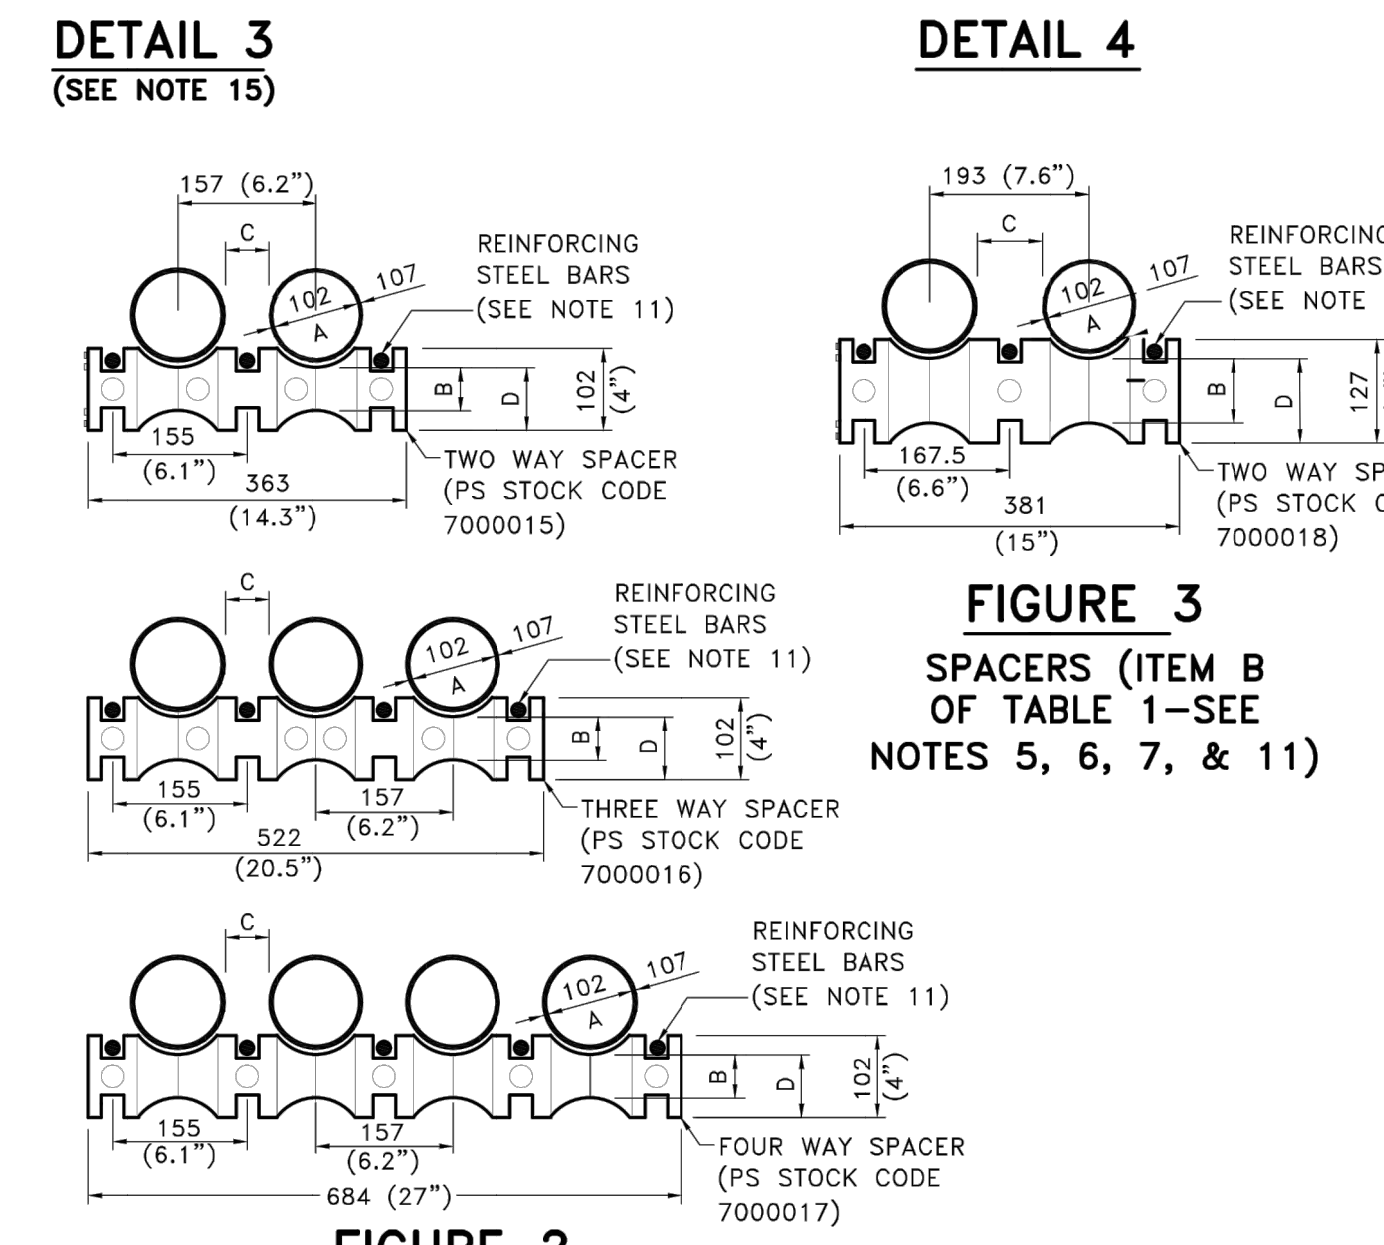 DETAIL 3
(SEE NOTE 15)
157 (6.2”)
C
107
102
A
REINFORCING
STEEL BARS
(SEE NOTE 11)
B
D
102
(4”)
155
(6.1”)
363
(14.3”)
TWO WAY SPACER
(PS STOCK CODE
7000015)
C
107
102
A
REINFORCING
STEEL BARS
(SEE NOTE 11)
B
D
102
(4”)
155
(6.1”)
157
(6.2”)
522
(20.5”)
THREE WAY SPACER
(PS STOCK CODE
7000016)
C
107
102
A
REINFORCING
STEEL BARS
(SEE NOTE 11)
B
D
102
(4”)
155
(6.1”)
157
(6.2”)
684 (27”)
FOUR WAY SPACER
(PS STOCK CODE
7000017)
DETAIL 4
193 (7.6”)
C
107
102
A
REINFORCING
STEEL BARS
(SEE NOTE
B
D
127
167.5
(6.6”)
381
(15”)
TWO WAY SP
(PS STOCK
7000018)
FIGURE 3
SPACERS (ITEM B
OF TABLE 1–SEE
NOTES 5, 6, 7, & 11)
FIGURE